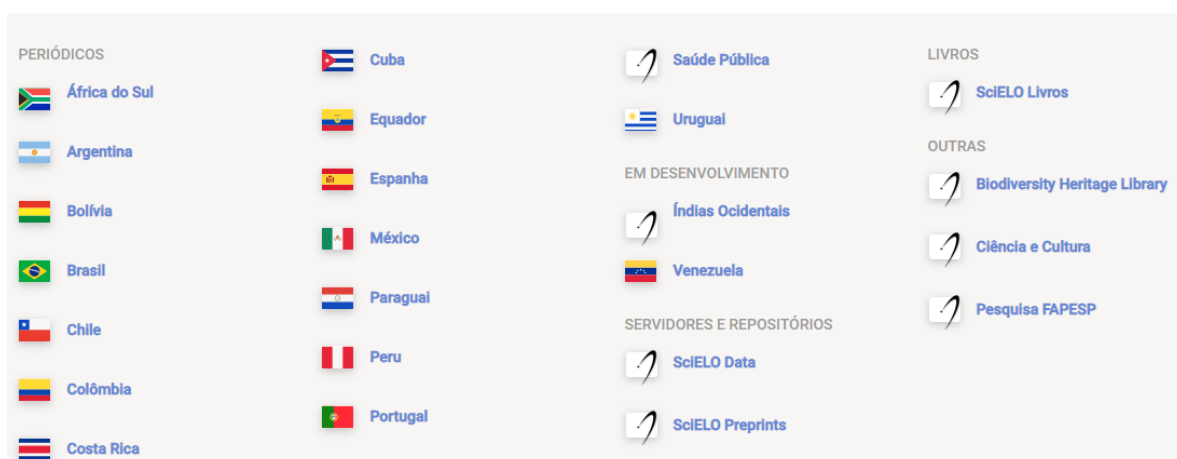 PERIÓDICOS
África do Sul
Argentina
Bolívia
Brasil
Chile
Colômbia
Costa Rica
Cuba
Equador
Espanha
México
Paraguai
Peru
Portugal
Saúde Pública
Uruguai
EM DESENVOLVIMENTO
Índias Ocidentais
Venezuela
SERVIDORES E REPOSITÓRIOS
SciELO Data
SciELO Preprints
LIVROS
SciELO Livros
OUTRAS
Biodiversity Heritage Library
Ciência e Cultura
Pesquisa FAPESP